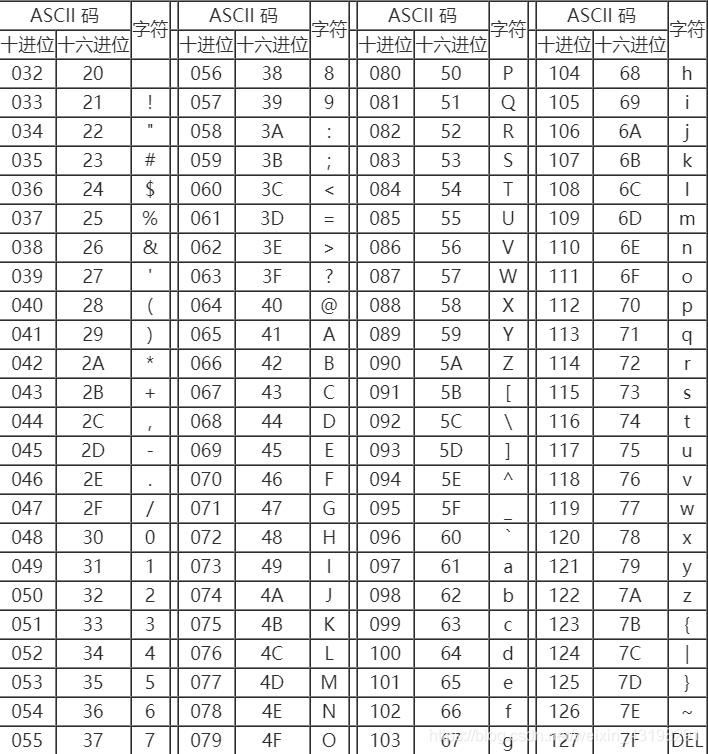 ASCII 码 字符 ASCII 码 字符 ASCII 码 字符 ASCII 码 字符
十进位 十六进位 十进位 十六进位 十进位 十六进位 十进位 十六进位
032 20 056 38 8 080 50 P 104 68 h
033 21 ! 057 39 9 081 51 Q 105 69 i
034 22 " 058 3A : 082 52 R 106 6A j
035 23 # 059 3B ; 083 53 S 107 6B k
036 24 $ 060 3C < 084 54 T 108 6C l
037 25 % 061 3D = 085 55 U 109 6D m
038 26 & 062 3E > 086 56 V 110 6E n
039 27 ' 063 3F ? 087 57 W 111 6F o
040 28 ( 064 40 @ 088 58 X 112 70 p
041 29 ) 065 41 A 089 59 Y 113 71 q
042 2A * 066 42 B 090 5A Z 114 72 r
043 2B + 067 43 C 091 5B [ 115 73 s
044 2C , 068 44 D 092 5C \ 116 74 t
045 2D - 069 45 E 093 5D ] 117 75 u
046 2E . 070 46 F 094 5E ^ 118 76 v
047 2F / 071 47 G 095 5F _ 119 77 w
048 30 0 072 48 H 096 60 ` 120 78 x
049 31 1 073 49 I 097 61 a 121 79 y
050 32 2 074 4A J 098 62 b 122 7A z
051 33 3 075 4B K 099 63 c 123 7B {
052 34 4 076 4C L 100 64 d 124 7C |
053 35 5 077 4D M 101 65 e 125 7D }
054 36 6 078 4E N 102 66 f 126 7E ~
055 37 7 079 4F O 103 67 g 127 7F DEL